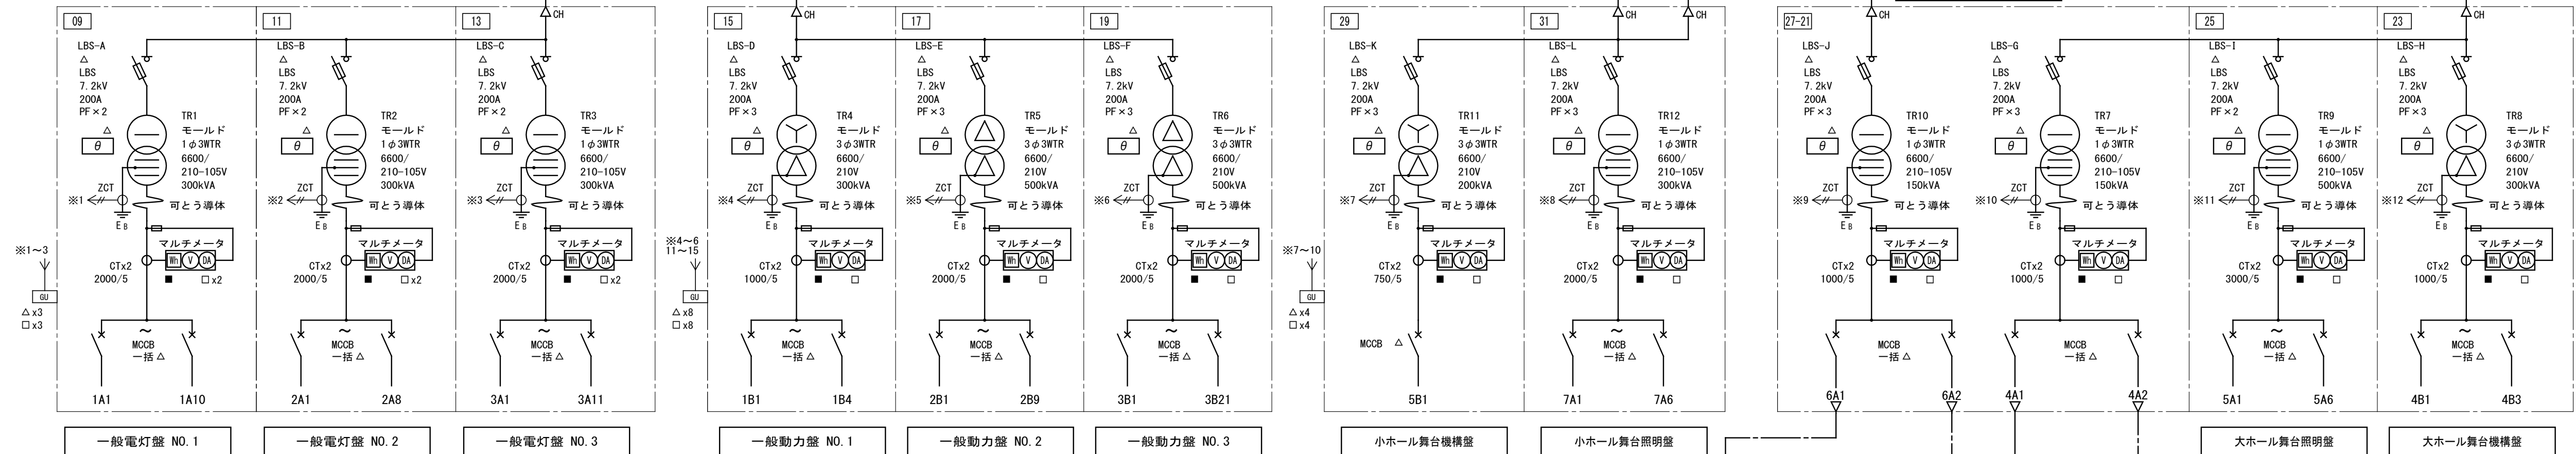 09
CH
LBS-A
△
LBS
7.2kV
200A
PF×2
△
θ
TR1
モールド
1φ3WTR
6600/
210-105V
300kVA
ZCT
※1
可とう導体
EB
マルチメータ
Wh V DA
CTx2
2000/5
■ □x2
※1～3
GU
△x3
□x3
～
MCCB
一括△
1A1 1A10
一般電灯盤 NO.1
11
LBS-B
△
LBS
7.2kV
200A
PF×2
△
θ
TR2
モールド
1φ3WTR
6600/
210-105V
300kVA
ZCT
※2
可とう導体
EB
マルチメータ
Wh V DA
CTx2
2000/5
■ □x2
～
MCCB
一括△
2A1 2A8
一般電灯盤 NO.2
13
LBS-C
△
LBS
7.2kV
200A
PF×2
△
θ
TR3
モールド
1φ3WTR
6600/
210-105V
300kVA
ZCT
※3
可とう導体
EB
マルチメータ
Wh V DA
CTx2
2000/5
■ □x2
～
MCCB
一括△
3A1 3A11
一般電灯盤 NO.3
15
CH
LBS-D
△
LBS
7.2kV
200A
PF×3
△
θ
TR4
モールド
3φ3WTR
6600/
210V
300kVA
ZCT
※4
可とう導体
EB
マルチメータ
Wh V DA
CTx2
1000/5
■ □
※4～6
11～15
GU
△x8
□x8
～
MCCB
一括△
1B1 1B4
一般動力盤 NO.1
17
LBS-E
△
LBS
7.2kV
200A
PF×3
△
θ
TR5
モールド
3φ3WTR
6600/
210V
500kVA
ZCT
※5
可とう導体
EB
マルチメータ
Wh V DA
CTx2
2000/5
■ □
～
MCCB
一括△
2B1 2B9
一般動力盤 NO.2
19
LBS-F
△
LBS
7.2kV
200A
PF×3
△
θ
TR6
モールド
3φ3WTR
6600/
210V
500kVA
ZCT
※6
可とう導体
EB
マルチメータ
Wh V DA
CTx2
2000/5
■ □
～
MCCB
一括△
3B1 3B21
一般動力盤 NO.3
29
LBS-K
△
LBS
7.2kV
200A
PF×3
△
θ
TR11
モールド
3φ3WTR
6600/
210V
200kVA
ZCT
※7
可とう導体
EB
マルチメータ
Wh V DA
CTx2
750/5
■ □
※7～10
GU
△x4
□x4
MCCB △
5B1
小ホール舞台機構盤
31
CH CH
LBS-L
△
LBS
7.2kV
200A
PF×3
△
θ
TR12
モールド
1φ3WTR
6600/
210-105V
300kVA
ZCT
※8
可とう導体
EB
マルチメータ
Wh V DA
CTx2
2000/5
■ □
～
MCCB
一括△
7A1 7A6
小ホール舞台照明盤
27-21
CH
LBS-J
△
LBS
7.2kV
200A
PF×3
△
θ
TR10
モールド
1φ3WTR
6600/
210-105V
150kVA
ZCT
※9
可とう導体
EB
マルチメータ
Wh V DA
CTx2
1000/5
■ □
MCCB
一括△
6A1 6A2
LBS-G
△
LBS
7.2kV
200A
PF×3
△
θ
TR7
モールド
1φ3WTR
6600/
210-105V
150kVA
ZCT
※10
可とう導体
EB
マルチメータ
Wh V DA
CTx2
1000/5
■ □
MCCB
一括△
4A1 4A2
25
LBS-I
△
LBS
7.2kV
200A
PF×2
△
θ
TR9
モールド
1φ3WTR
6600/
210-105V
500kVA
ZCT
※11
可とう導体
EB
マルチメータ
Wh V DA
CTx2
3000/5
■ □
～
MCCB
一括△
5A1 5A6
大ホール舞台照明盤
23
CH
LBS-H
△
LBS
7.2kV
200A
PF×3
△
θ
TR8
モールド
3φ3WTR
6600/
210V
300kVA
ZCT
※12
可とう導体
EB
マルチメータ
Wh V DA
CTx2
1000/5
■ □
～
MCCB
一括△
4B1 4B3
大ホール舞台機構盤